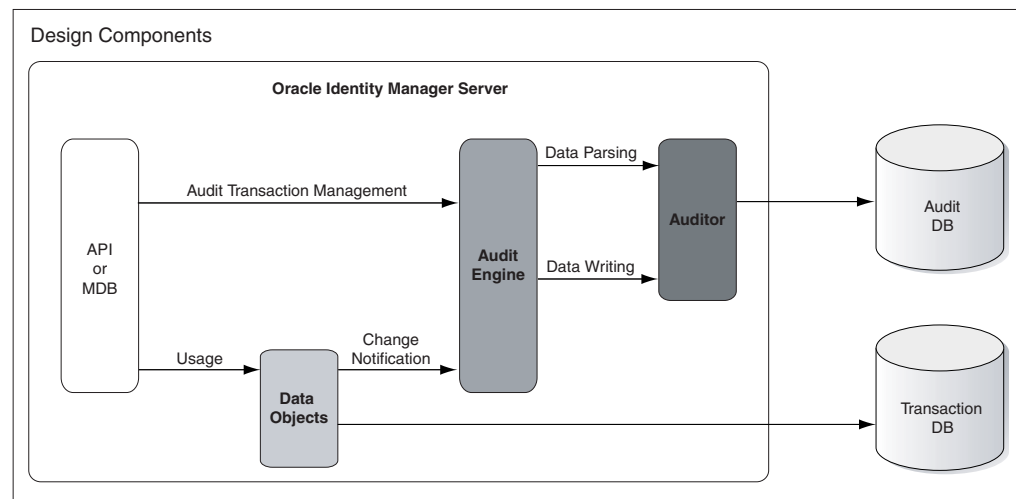 Design Components
Oracle Identity Manager Server
API
or
MDB
Audit Transaction Management
Usage
Data
Objects
Change
Notification
Audit
Engine
Data Parsing
Data Writing
Auditor
Audit
DB
Transaction
DB